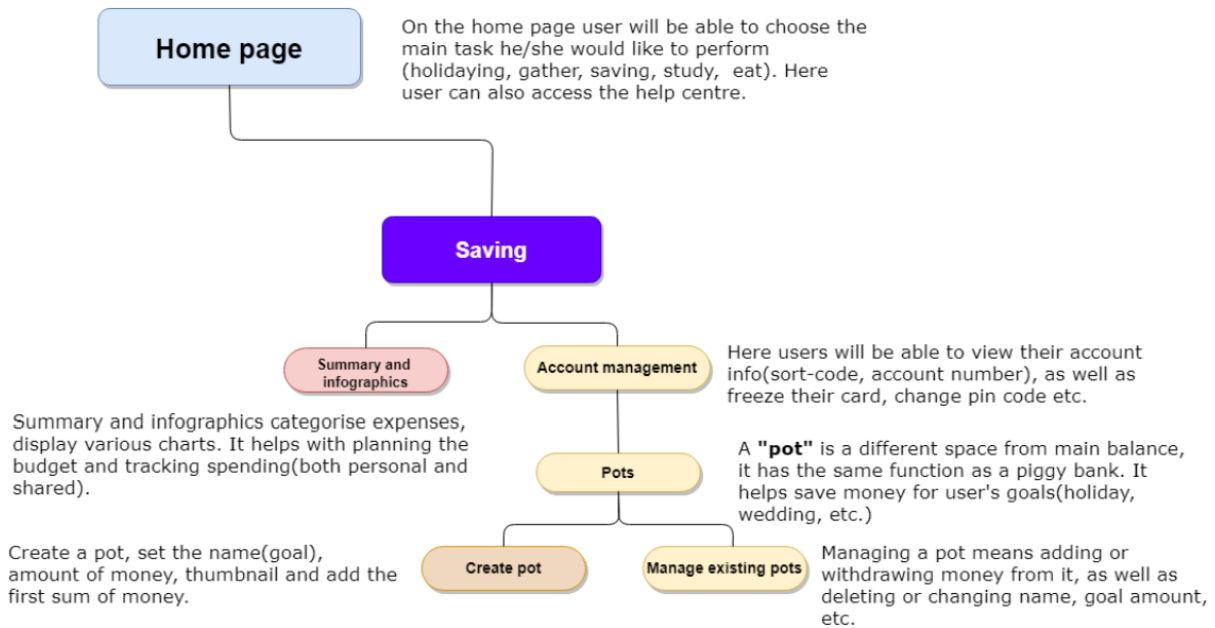 Home page
On the home page user will be able to choose the
main task he/she would like to perform
(holidaying, gather, saving, study, eat). Here
user can also access the help centre.
Saving
Summary and
infographics
Account management
Here users will be able to view their account
info(sort-code, account number), as well as
freeze their card, change pin code etc.
Summary and infographics categorise expenses,
display various charts. It helps with planning the
budget and tracking spending(both personal and
shared).
Pots
A "pot" is a different space from main balance,
it has the same function as a piggy bank. It
helps save money for user's goals(holiday,
wedding, etc.)
Create a pot, set the name(goal),
amount of money, thumbnail and add the
first sum of money.
Create pot
Manage existing pots
Managing a pot means adding or
withdrawing money from it, as well as
deleting or changing name, goal amount,
etc.